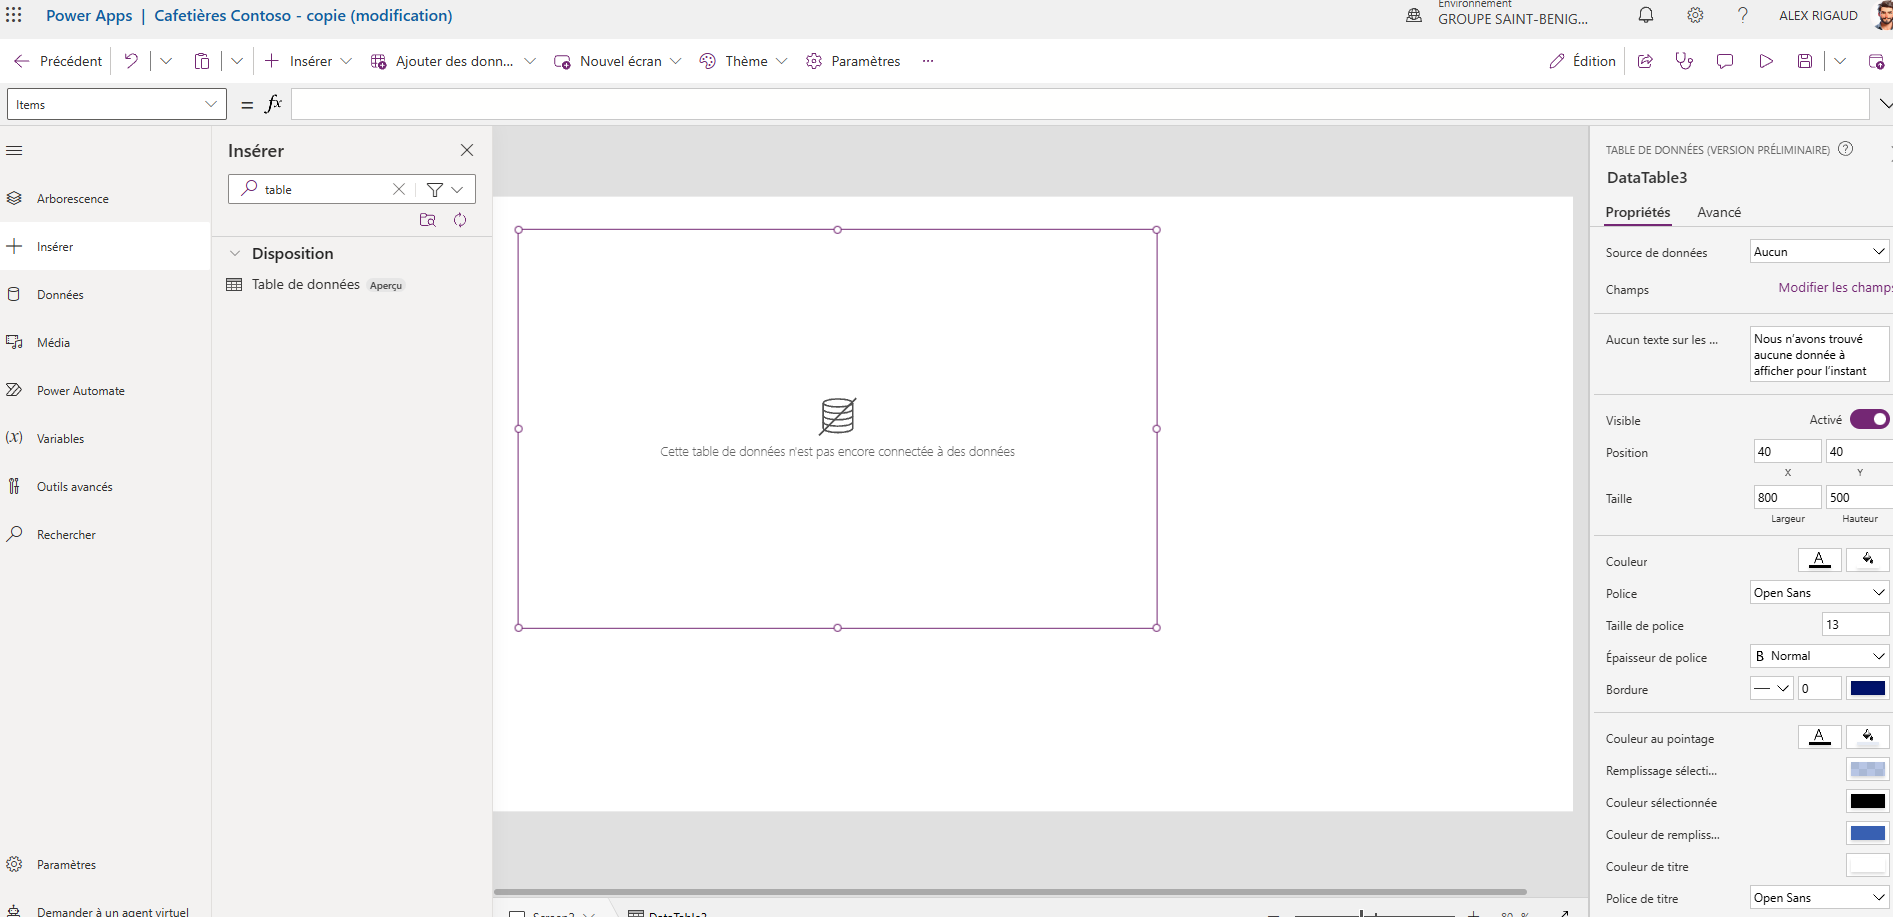 Power Apps | Cafetières Contoso - copie (modification)
Environnement
GROUPE SAINT-BENIG...
ALEX RIGAUD
Précédent
Insérer
Ajouter des donn...
Nouvel écran
Thème
Paramètres
...
Édition
Items
= fx
Insérer
table
Disposition
Table de données Aperçu
Arborescence
Insérer
Données
Média
Power Automate
(x) Variables
Outils avancés
Rechercher
Paramètres
Demander à un agent virtuel
Cette table de données n'est pas encore connectée à des données
DataTable3
80 %
TABLE DE DONNÉES (VERSION PRÉLIMINAIRE)
DataTable3
Propriétés
Avancé
Source de données
Aucun
Champs
Modifier les champs
Aucun texte sur les ...
Nous n'avons trouvé
aucune donnée à
afficher pour l'instant
Visible
Activé
Position
40
40
X
Y
Taille
800
500
Largeur
Hauteur
Couleur
A
Police
Open Sans
Taille de police
13
Épaisseur de police
B Normal
Bordure
0
Couleur au pointage
A
Remplissage sélecti...
Couleur sélectionnée
Couleur de rempliss...
Couleur de titre
Police de titre
Open Sans